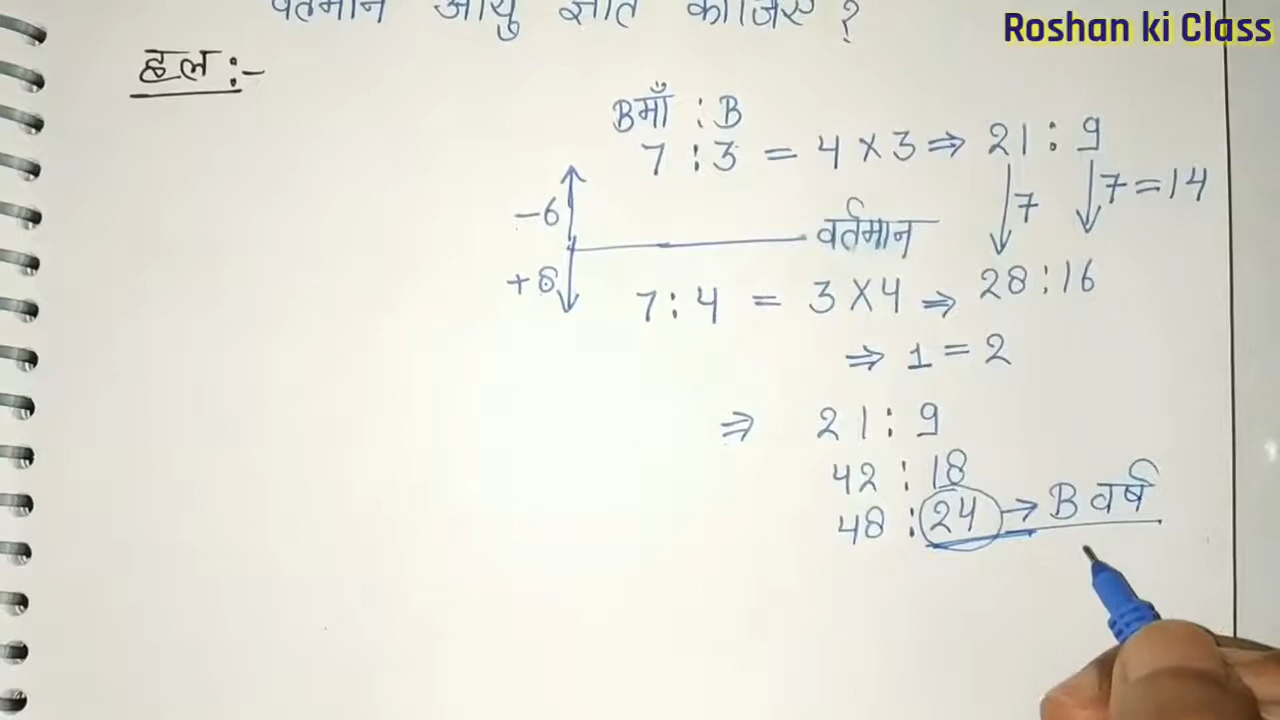 Roshan ki Class
वर्तमान आयु ज्ञात कीजिए ?
हल :-
Bमाँ : B
7 : 3 = 4 × 3 ⇒ 21 : 9
-6
7
7 = 14
वर्तमान
+8
7 : 4 = 3 × 4 ⇒ 28 : 16
⇒ 1 = 2
⇒ 21 : 9
42 : 18
48 : 24 → B वर्ष